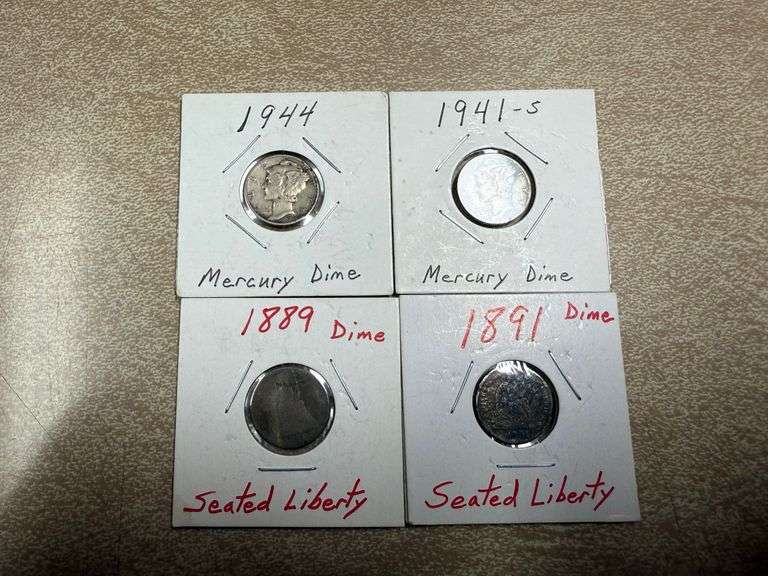 1944
Mercury Dime
1941-S
Mercury Dime
1889 Dime
Seated Liberty
1891 Dime
Seated Liberty